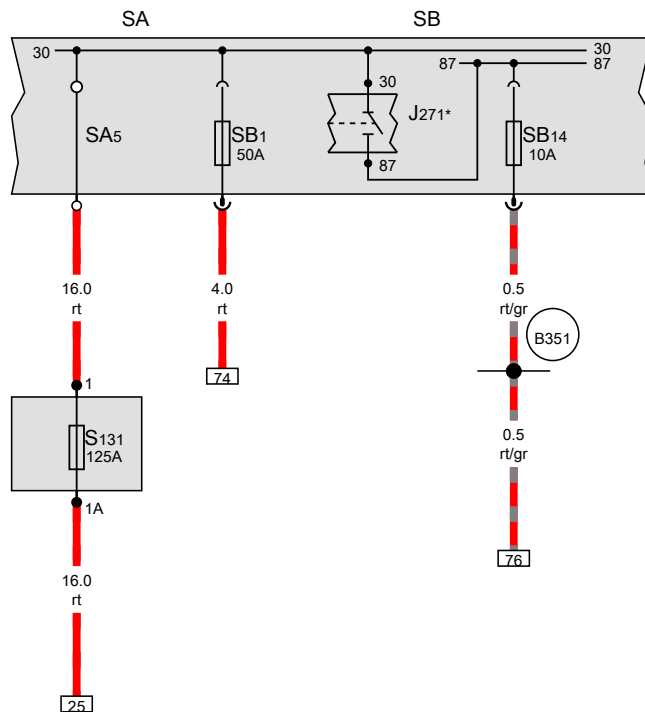 SA SB
30 30
87 87
30
J271*
SA5 SB1 SB14
50A 10A
87
16.0 4.0 0.5
rt rt rt/gr
B351
74
1
S131
125A
0.5
rt/gr
1A
76
16.0
rt
25